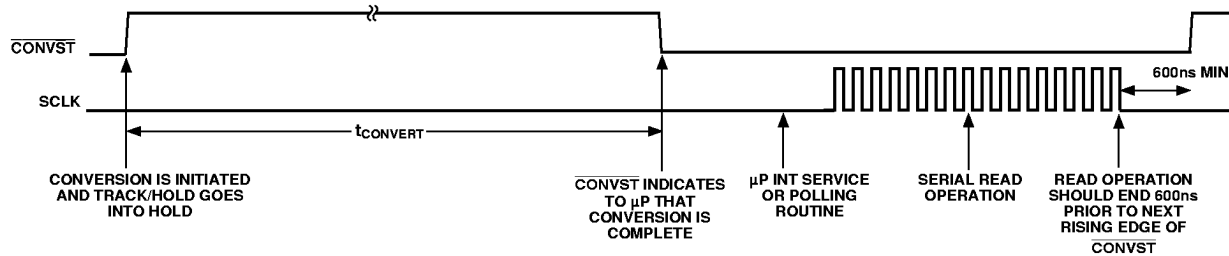 CONVST
SCLK
600ns MIN
tCONVERT
CONVERSION IS INITIATED
AND TRACK/HOLD GOES
INTO HOLD
CONVST INDICATES
TO μP THAT
CONVERSION IS
COMPLETE
μP INT SERVICE
OR POLLING
ROUTINE
SERIAL READ
OPERATION
READ OPERATION
SHOULD END 600ns
PRIOR TO NEXT
RISING EDGE OF
CONVST